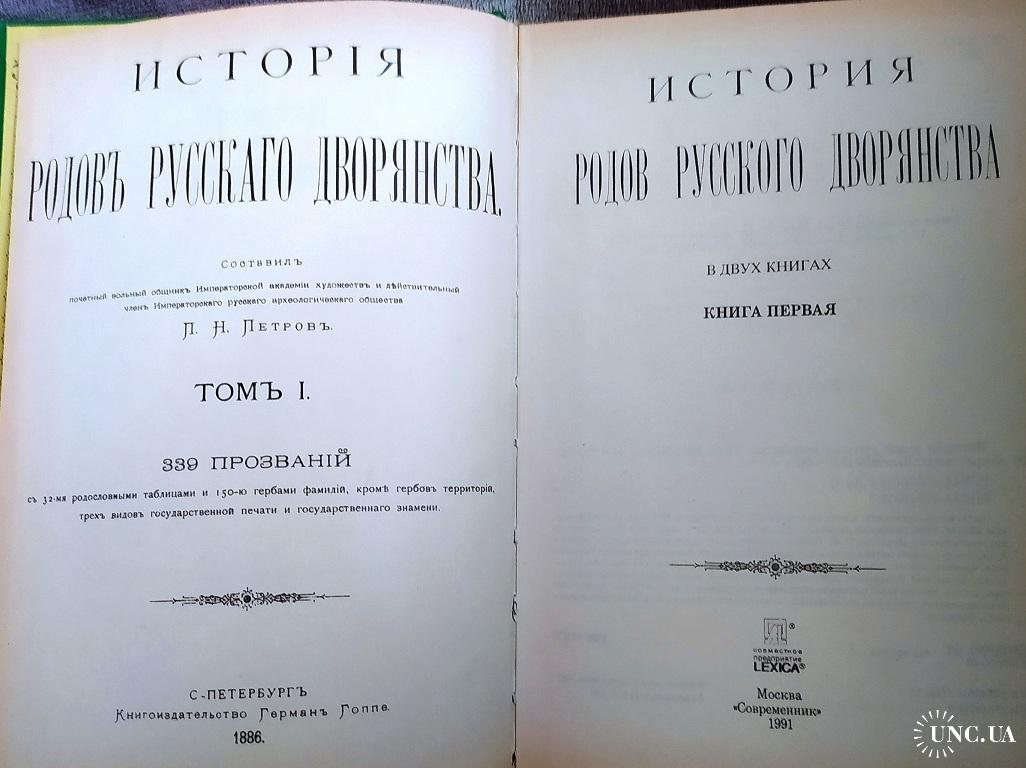 ИСТОРІЯ
РОДОВЪ РУССКАГО ДВОРЯНСТВА.
Составилъ
почетный вольный общникъ Императорской академіи художествъ и дѣйствительный
членъ Императорскаго русскаго археологическаго общества
П. Н. Петровъ.
ТОМЪ I.
339 ПРОЗВАНІЙ
съ 32-мя родословными таблицами и 150-ю гербами фамилій, кромѣ гербовъ территорій,
трехъ видовъ государственной печати и государственнаго знамени.
С-ПЕТЕРБУРГЪ
Книгоиздательство Германъ Гоппе.
1886.
ИСТОРИЯ
РОДОВ РУССКОГО ДВОРЯНСТВА
В ДВУХ КНИГАХ
КНИГА ПЕРВАЯ
совместное
предприятие
LEXICA®
Москва
«Современник»
1991
UNC.UA